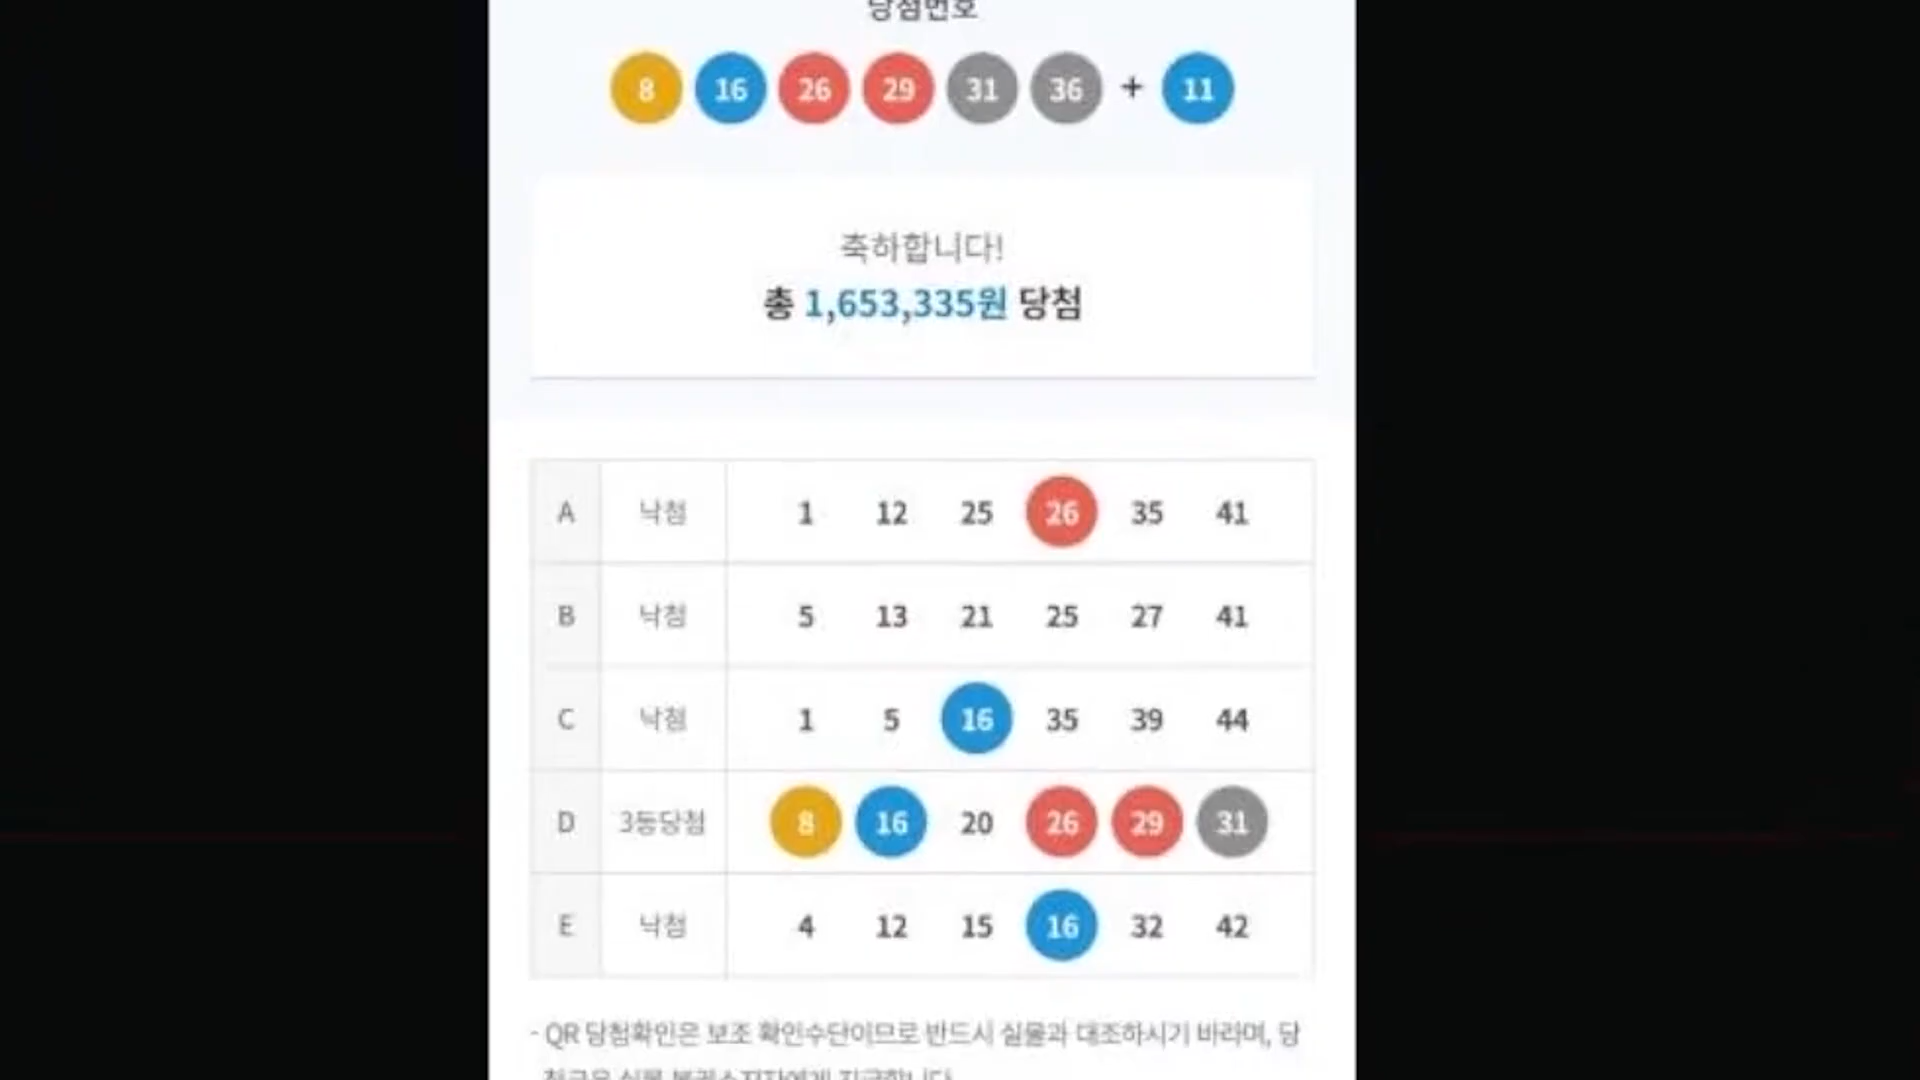 당첨번호
8 16 26 29 31 36 + 11
축하합니다!
총 1,653,335원 당첨
A 낙첨 1 12 25 26 35 41
B 낙첨 5 13 21 25 27 41
C 낙첨 1 5 16 35 39 44
D 3등당첨 8 16 20 26 29 31
E 낙첨 4 12 15 16 32 42
- QR 당첨확인은 보조 확인수단이므로 반드시 실물과 대조하시기 바라며, 당